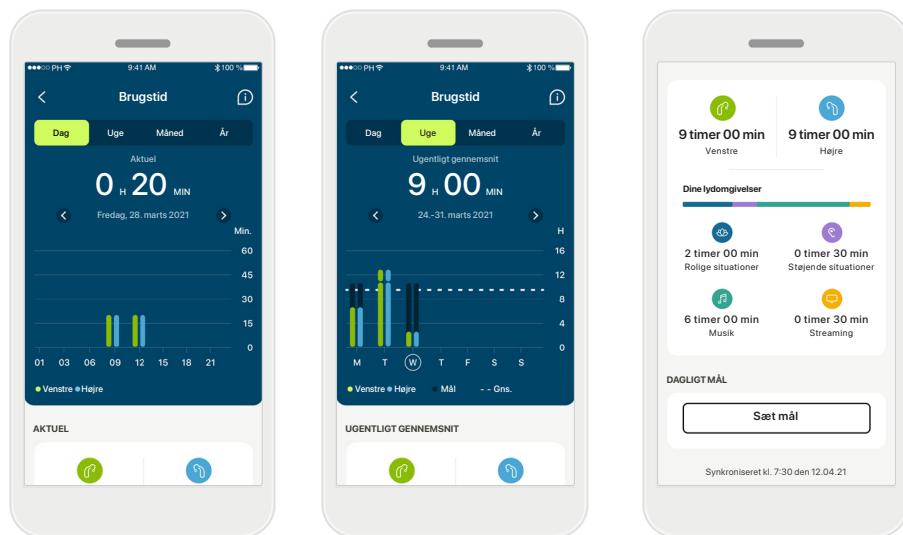 PH 9:41 AM 100 %
Brugstid
Dag Uge Måned År
Aktuel
0 H 20 MIN
Fredag, 28. marts 2021
Min.
60
45
30
15
0
01 03 06 09 12 15 18 21
Venstre Højre
AKTUEL
PH 9:41 AM 100 %
Brugstid
Dag Uge Måned År
Ugentligt gennemsnit
9 H 00 MIN
24.-31. marts 2021
H
16
12
8
4
0
M T W T F S S
Venstre Højre Mål -- Gns.
UGENTLIGT GENNEMSNIT
9 timer 00 min 9 timer 00 min
Venstre Højre
Dine lydomgivelser
2 timer 00 min 0 timer 30 min
Rolige situationer Støjende situationer
6 timer 00 min 0 timer 30 min
Musik Streaming
DAGLIGT MÅL
Sæt mål
Synkroniseret kl. 7:30 den 12.04.21